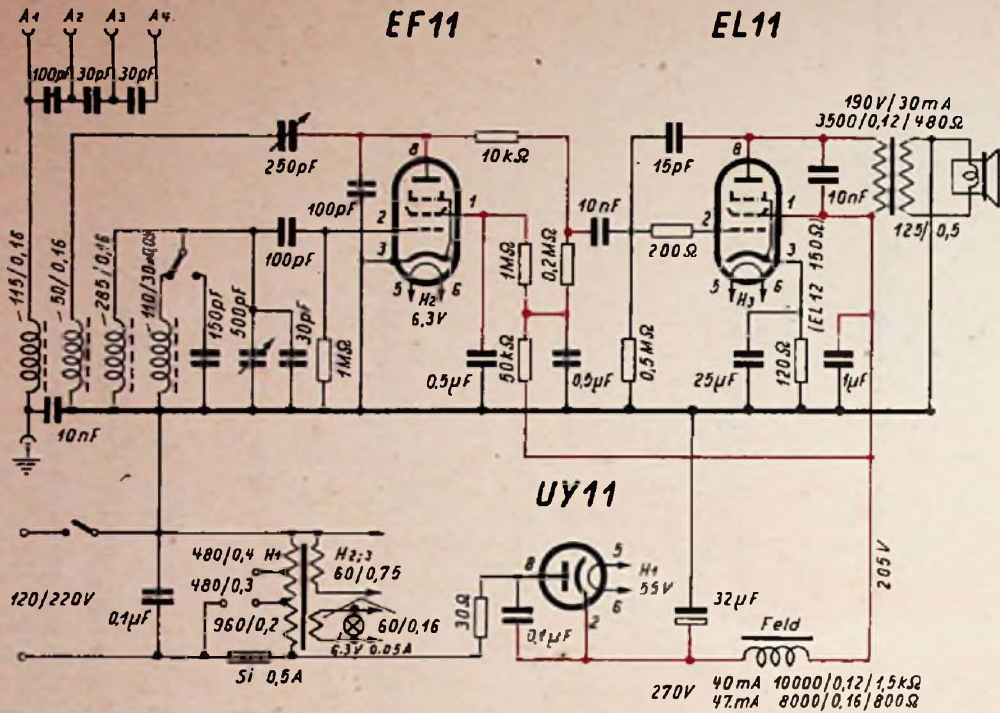 A1 A2 A3 A4
EF11
EL11
100pF 30pF 30pF
190V/30mA
3500/0,12/480Ω
8
250pF
10kΩ
15pF
8
10nF
100pF
1
2
3
10nF
200Ω
1
2
3
125/0,5
100pF
5 6
H2
6,3V
1MΩ
0,2MΩ
5 6
H3
115/0,16
50/0,16
285/0,16
110/30
150pF
500pF
30pF
1MΩ
0,5µF
50kΩ
0,5µF
0,5MΩ
25µF
120Ω
(EL12 150Ω)
1µF
10nF
UY11
480/0,4
H1
H2;3
60/0,75
480/0,3
120/220V
0,1µF
960/0,2
60/0,16
6.3V 0.05A
Si 0,5A
30Ω
8
5
H1
55V
6
2
0,1µF
32µF
205V
Feld
270V
40mA 10000/0,12/1,5kΩ
47mA 8000/0,16/800Ω